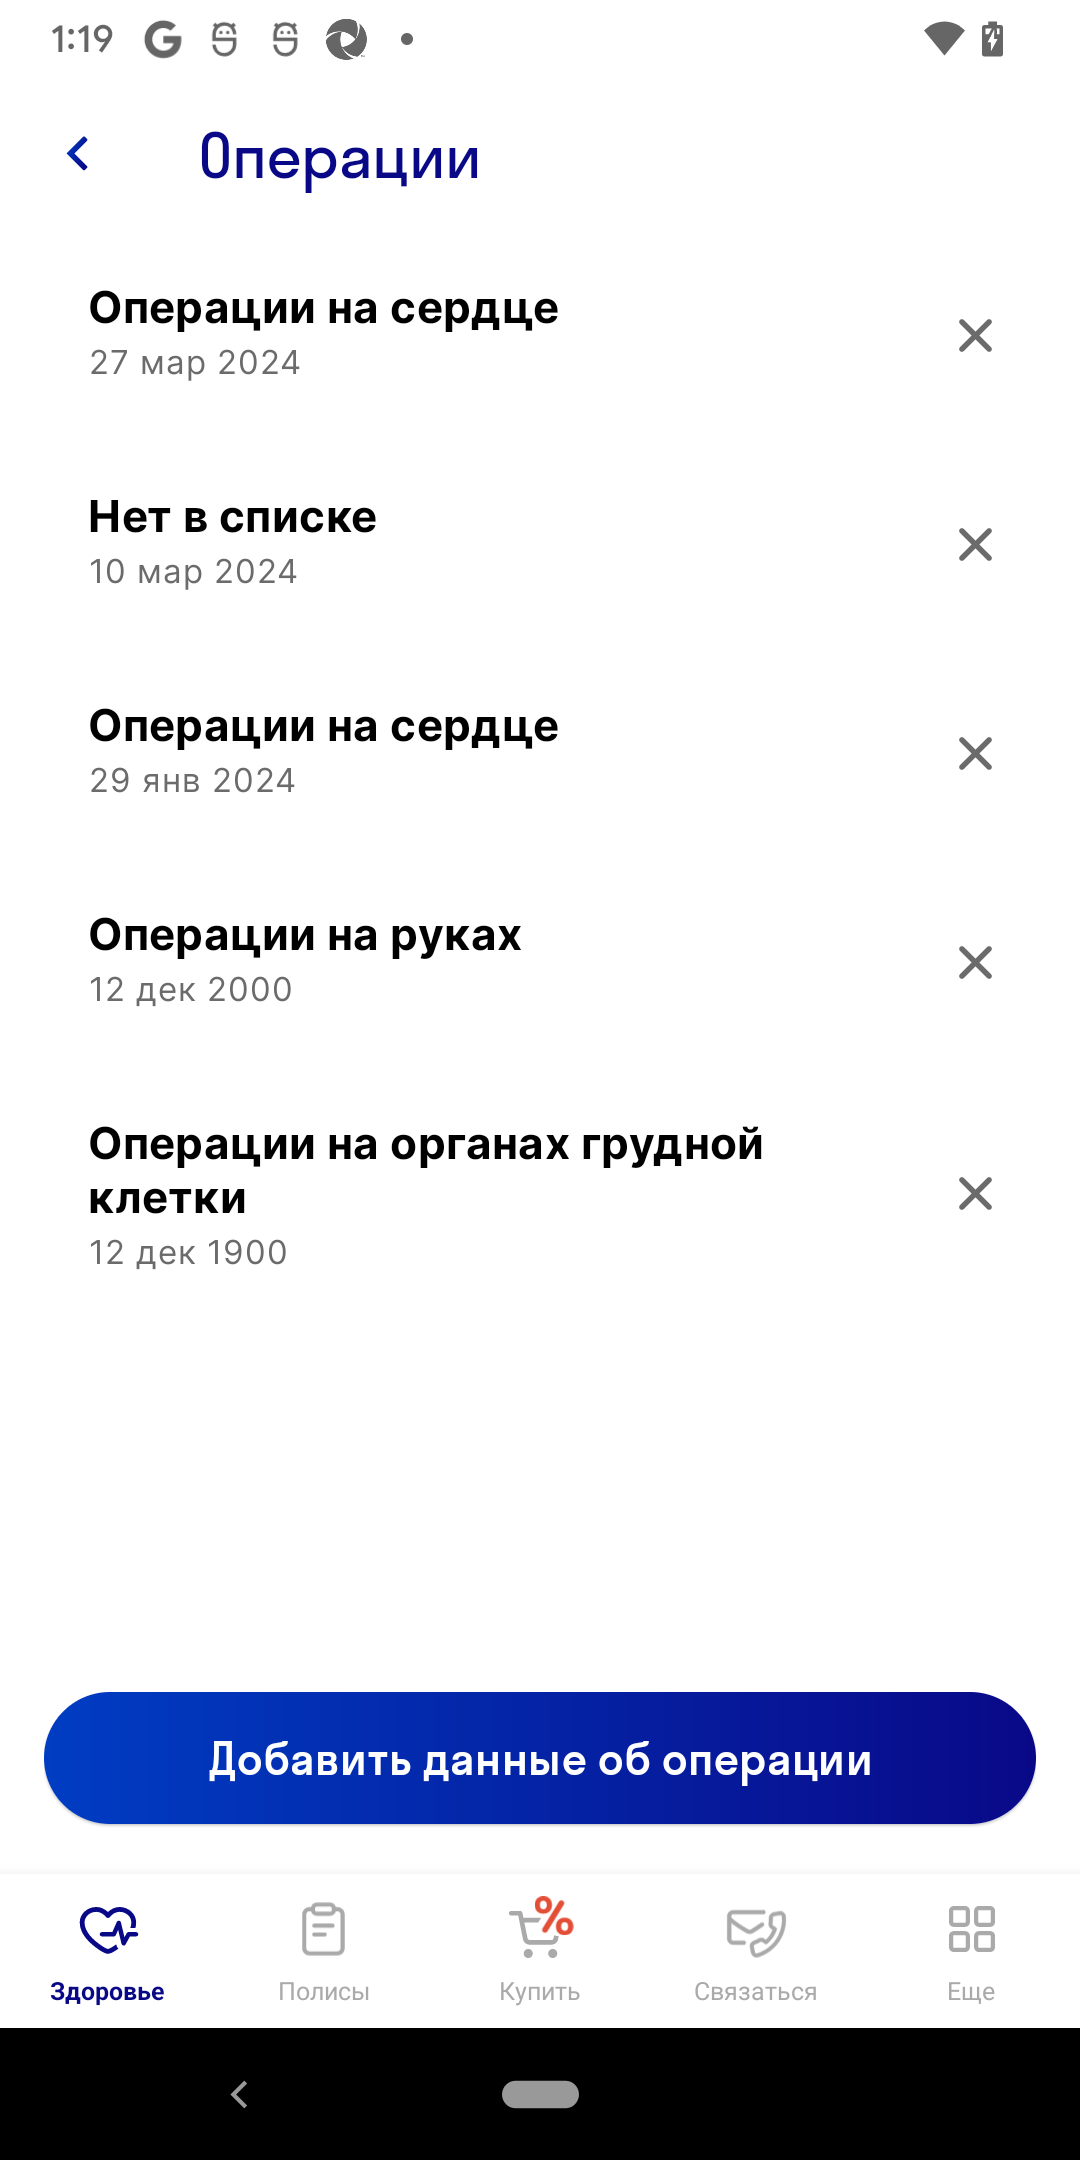 1:19
Операции
Операции на сердце
27 мар 2024
Нет в списке
10 мар 2024
Операции на сердце
29 янв 2024
Операции на руках
12 дек 2000
Операции на органах грудной
клетки
12 дек 1900
Добавить данные об операции
%
Здоровье
Полисы
Купить
Связаться
Еще